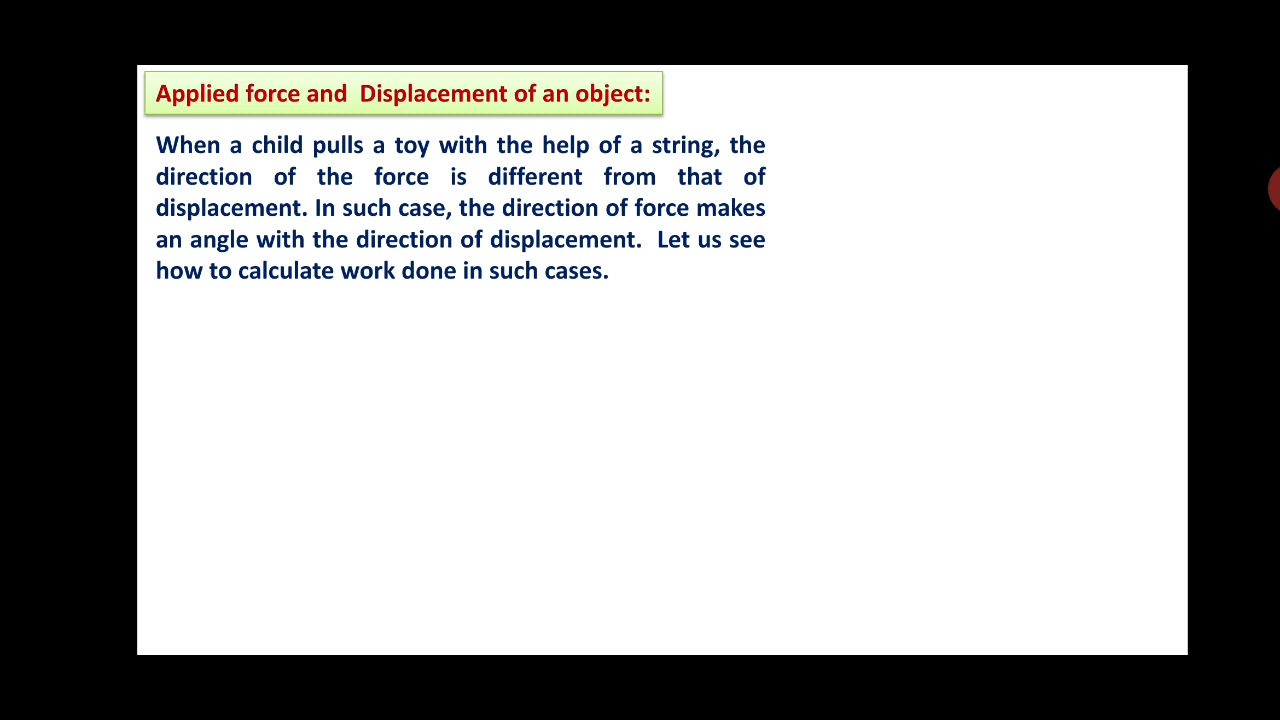 Applied force and Displacement of an object:
When a child pulls a toy with the help of a string, the
direction of the force is different from that of
displacement. In such case, the direction of force makes
an angle with the direction of displacement. Let us see
how to calculate work done in such cases.